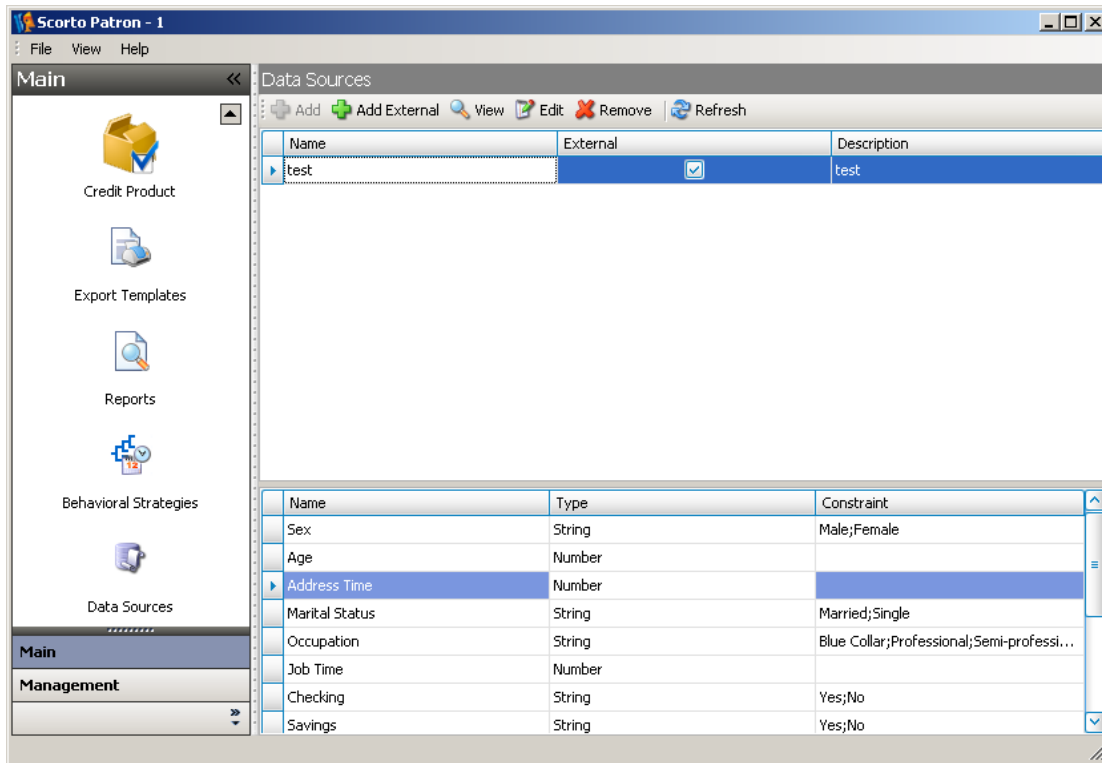 Scorto Patron - 1
File View Help
Main «
Data Sources
Add Add External View Edit Remove Refresh
Name External Description
test test
Credit Product
Export Templates
Reports
12
Behavioral Strategies
Data Sources
Name Type Constraint
Sex String Male;Female
Age Number
Address Time Number
Marital Status String Married;Single
Occupation String Blue Collar;Professional;Semi-professi...
Job Time Number
Checking String Yes;No
Savings String Yes;No
Main
Management
»